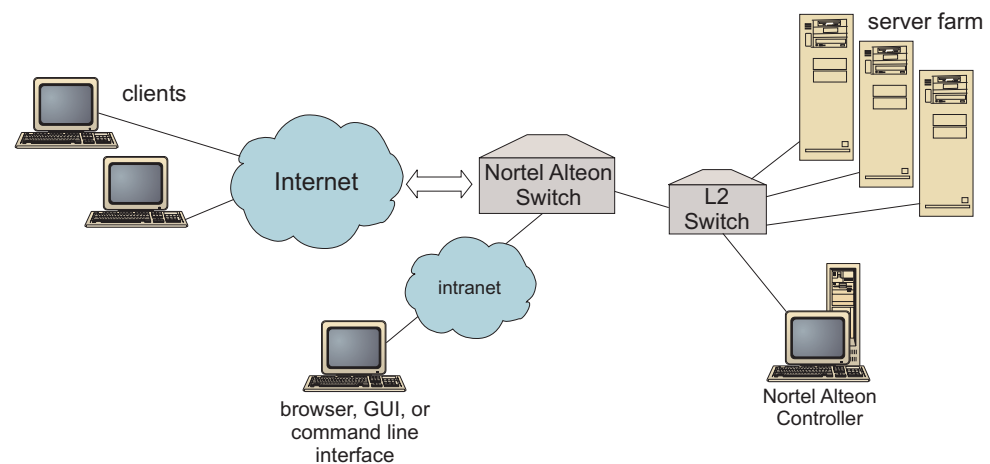 server farm
clients
Internet
Nortel Alteon
Switch
L2
Switch
intranet
browser, GUI, or
command line
interface
Nortel Alteon
Controller